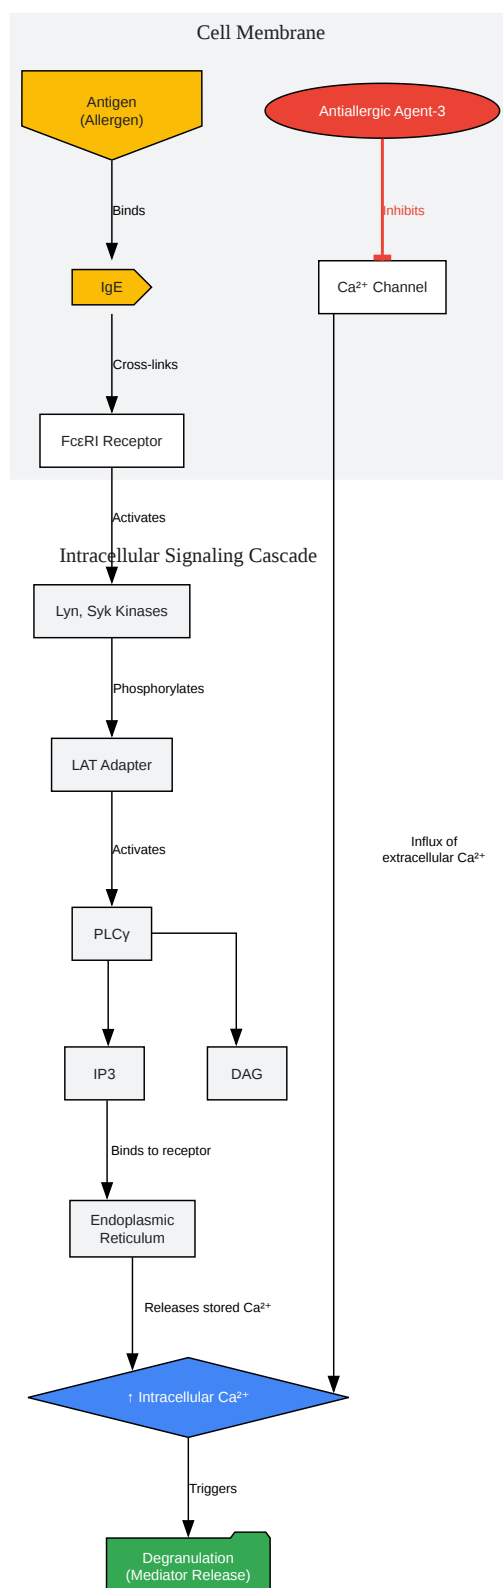 Cell Membrane
Antigen
(Allergen)
Antiallergic Agent-3
Binds
Inhibits
IgE
Ca²⁺ Channel
Cross-links
FcεRI Receptor
Activates
Intracellular Signaling Cascade
Lyn, Syk Kinases
Phosphorylates
LAT Adapter
Influx of
extracellular Ca²⁺
Activates
PLCγ
IP3
DAG
Binds to receptor
Endoplasmic
Reticulum
Releases stored Ca²⁺
↑ Intracellular Ca²⁺
Triggers
Degranulation
(Mediator Release)